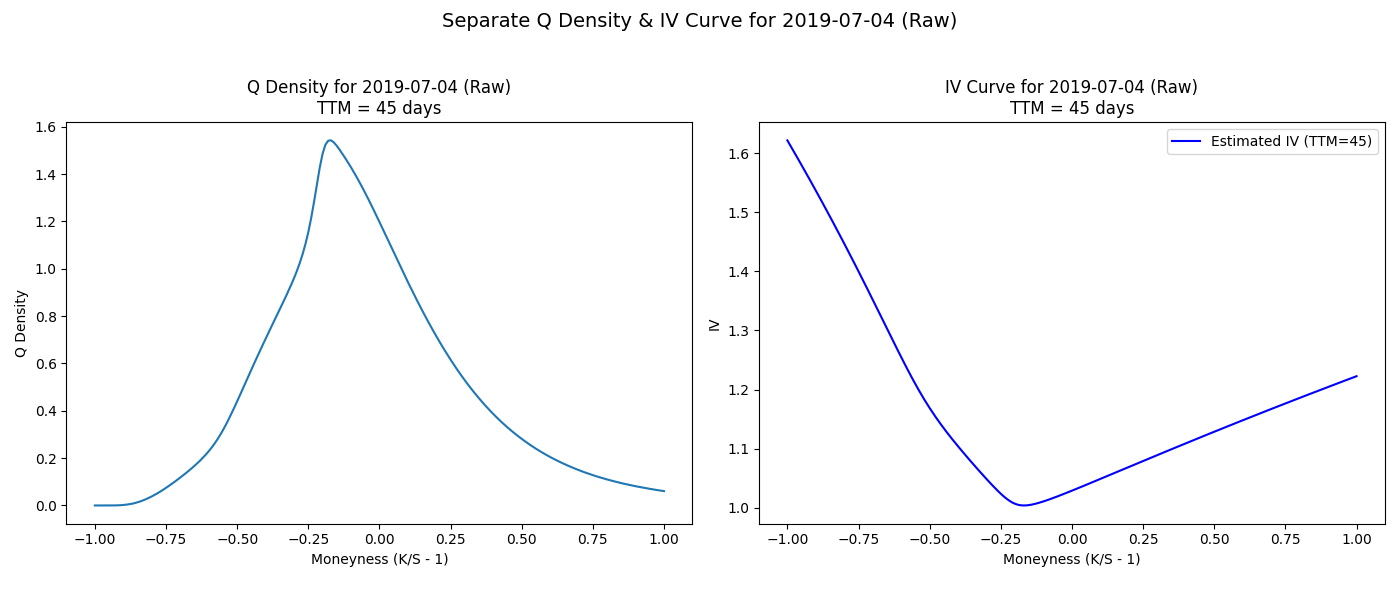 Separate Q Density & IV Curve for 2019-07-04 (Raw)
Q Density for 2019-07-04 (Raw)
TTM = 45 days
Q Density
1.6
1.4
1.2
1.0
0.8
0.6
0.4
0.2
0.0
−1.00 −0.75 −0.50 −0.25 0.00 0.25 0.50 0.75 1.00
Moneyness (K/S - 1)
IV Curve for 2019-07-04 (Raw)
TTM = 45 days
Estimated IV (TTM=45)
IV
1.6
1.5
1.4
1.3
1.2
1.1
1.0
−1.00 −0.75 −0.50 −0.25 0.00 0.25 0.50 0.75 1.00
Moneyness (K/S - 1)